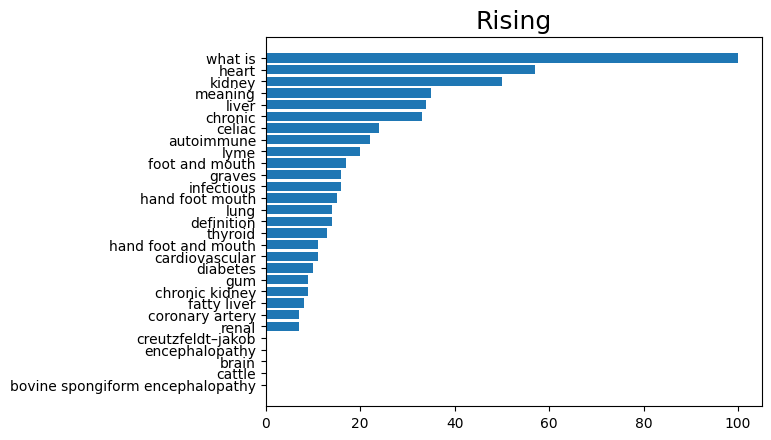 Rising
what is
heart
kidney
meaning
liver
chronic
celiac
autoimmune
lyme
foot and mouth
graves
infectious
hand foot mouth
lung
definition
thyroid
hand foot and mouth
cardiovascular
diabetes
gum
chronic kidney
fatty liver
coronary artery
renal
creutzfeldt–jakob
encephalopathy
brain
cattle
bovine spongiform encephalopathy
0 20 40 60 80 100